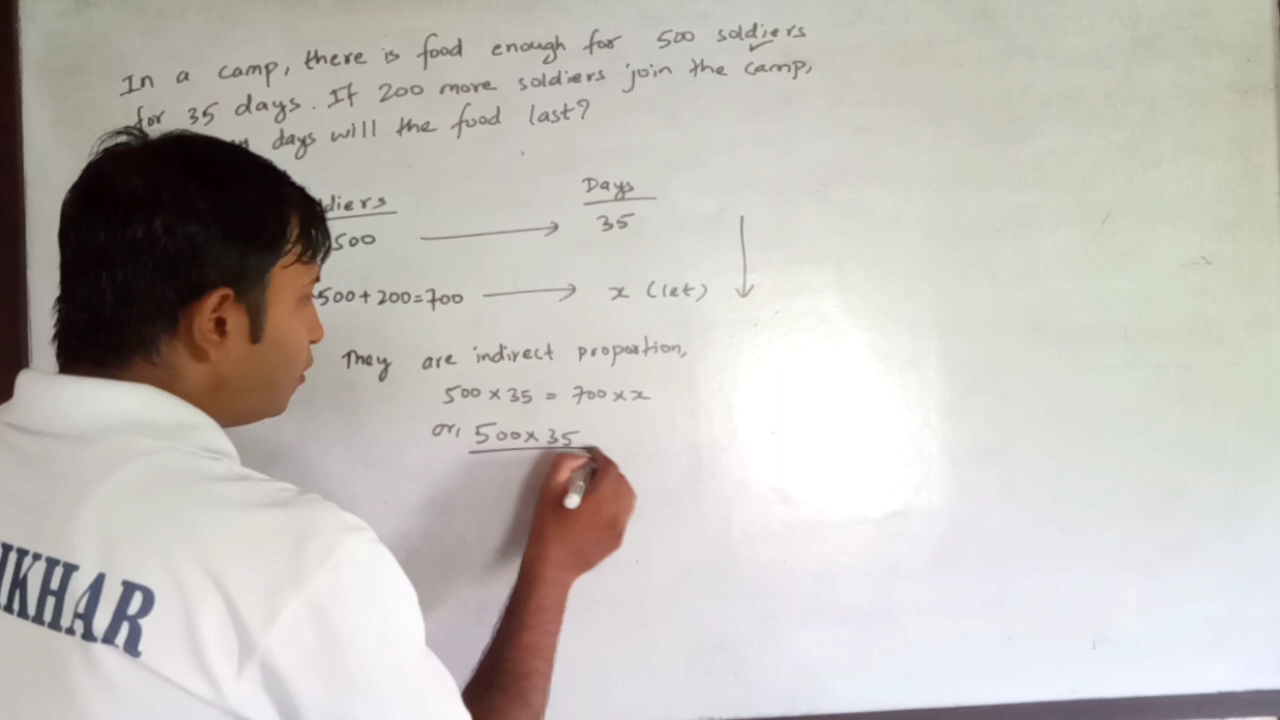 In a camp, there is food enough for 500 soldiers
for 35 days. If 200 more soldiers join the camp,
days will the food last?
diers Days
500 → 35
500+200=700 → x (let)
They are indirect proportion,
500 × 35 = 700 × x
or, 500 × 35
KHAR